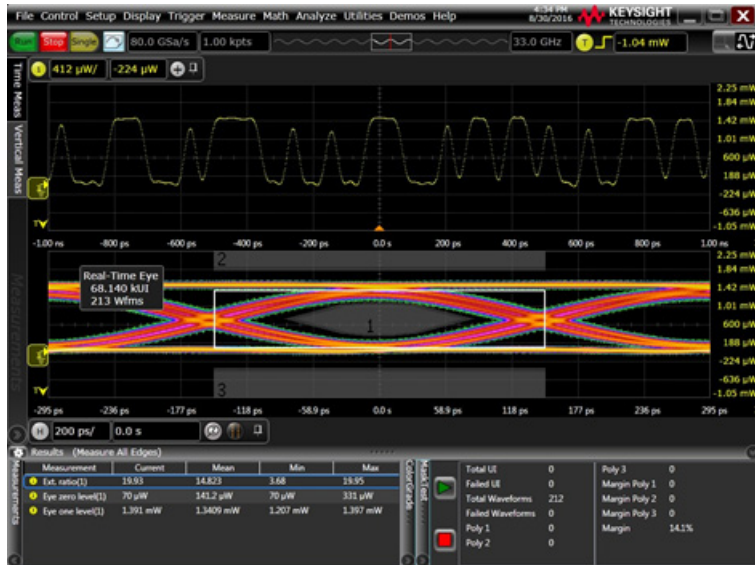 File Control Setup Display Trigger Measure Math Analyze Utilities Demos Help
4:34 PM
8/30/2016
KEYSIGHT
TECHNOLOGIES
Run Stop Single 80.0 GSa/s 1.00 kpts 33.0 GHz T -1.04 mW
1 412 µW/ -224 µW
Time Meas
Vertical Meas
Measurements
2.25 mW
1.84 mW
1.42 mW
1.01 mW
600 µW
188 µW
-224 µW
-636 µW
-1.05 mW
-1.00 ns -800 ps -600 ps -400 ps -200 ps 0.0 s 200 ps 400 ps 600 ps 800 ps 1.00 ns
Real-Time Eye
68.140 kUI
213 Wfms
2
1
3
2.25 mW
1.84 mW
1.42 mW
1.01 mW
600 µW
188 µW
-224 µW
-636 µW
-1.05 mW
-295 ps -236 ps -177 ps -118 ps -58.9 ps 0.0 s 58.9 ps 118 ps 177 ps 236 ps 295 ps
H 200 ps/ 0.0 s
Results (Measure All Edges)
Measurements
Measurement Current Mean Min Max
Ext. ratio(1) 19.93 14.823 3.68 19.95
Eye zero level(1) 70 µW 141.2 µW 70 µW 331 µW
Eye one level(1) 1.391 mW 1.3409 mW 1.207 mW 1.397 mW
ColorGrade
MaskTest
Total UI 0
Failed UI 0
Total Waveforms 212
Failed Waveforms 0
Poly 1 0
Poly 2 0
Poly 3 0
Margin Poly 1 0
Margin Poly 2 0
Margin Poly 3 0
Margin 14.1%